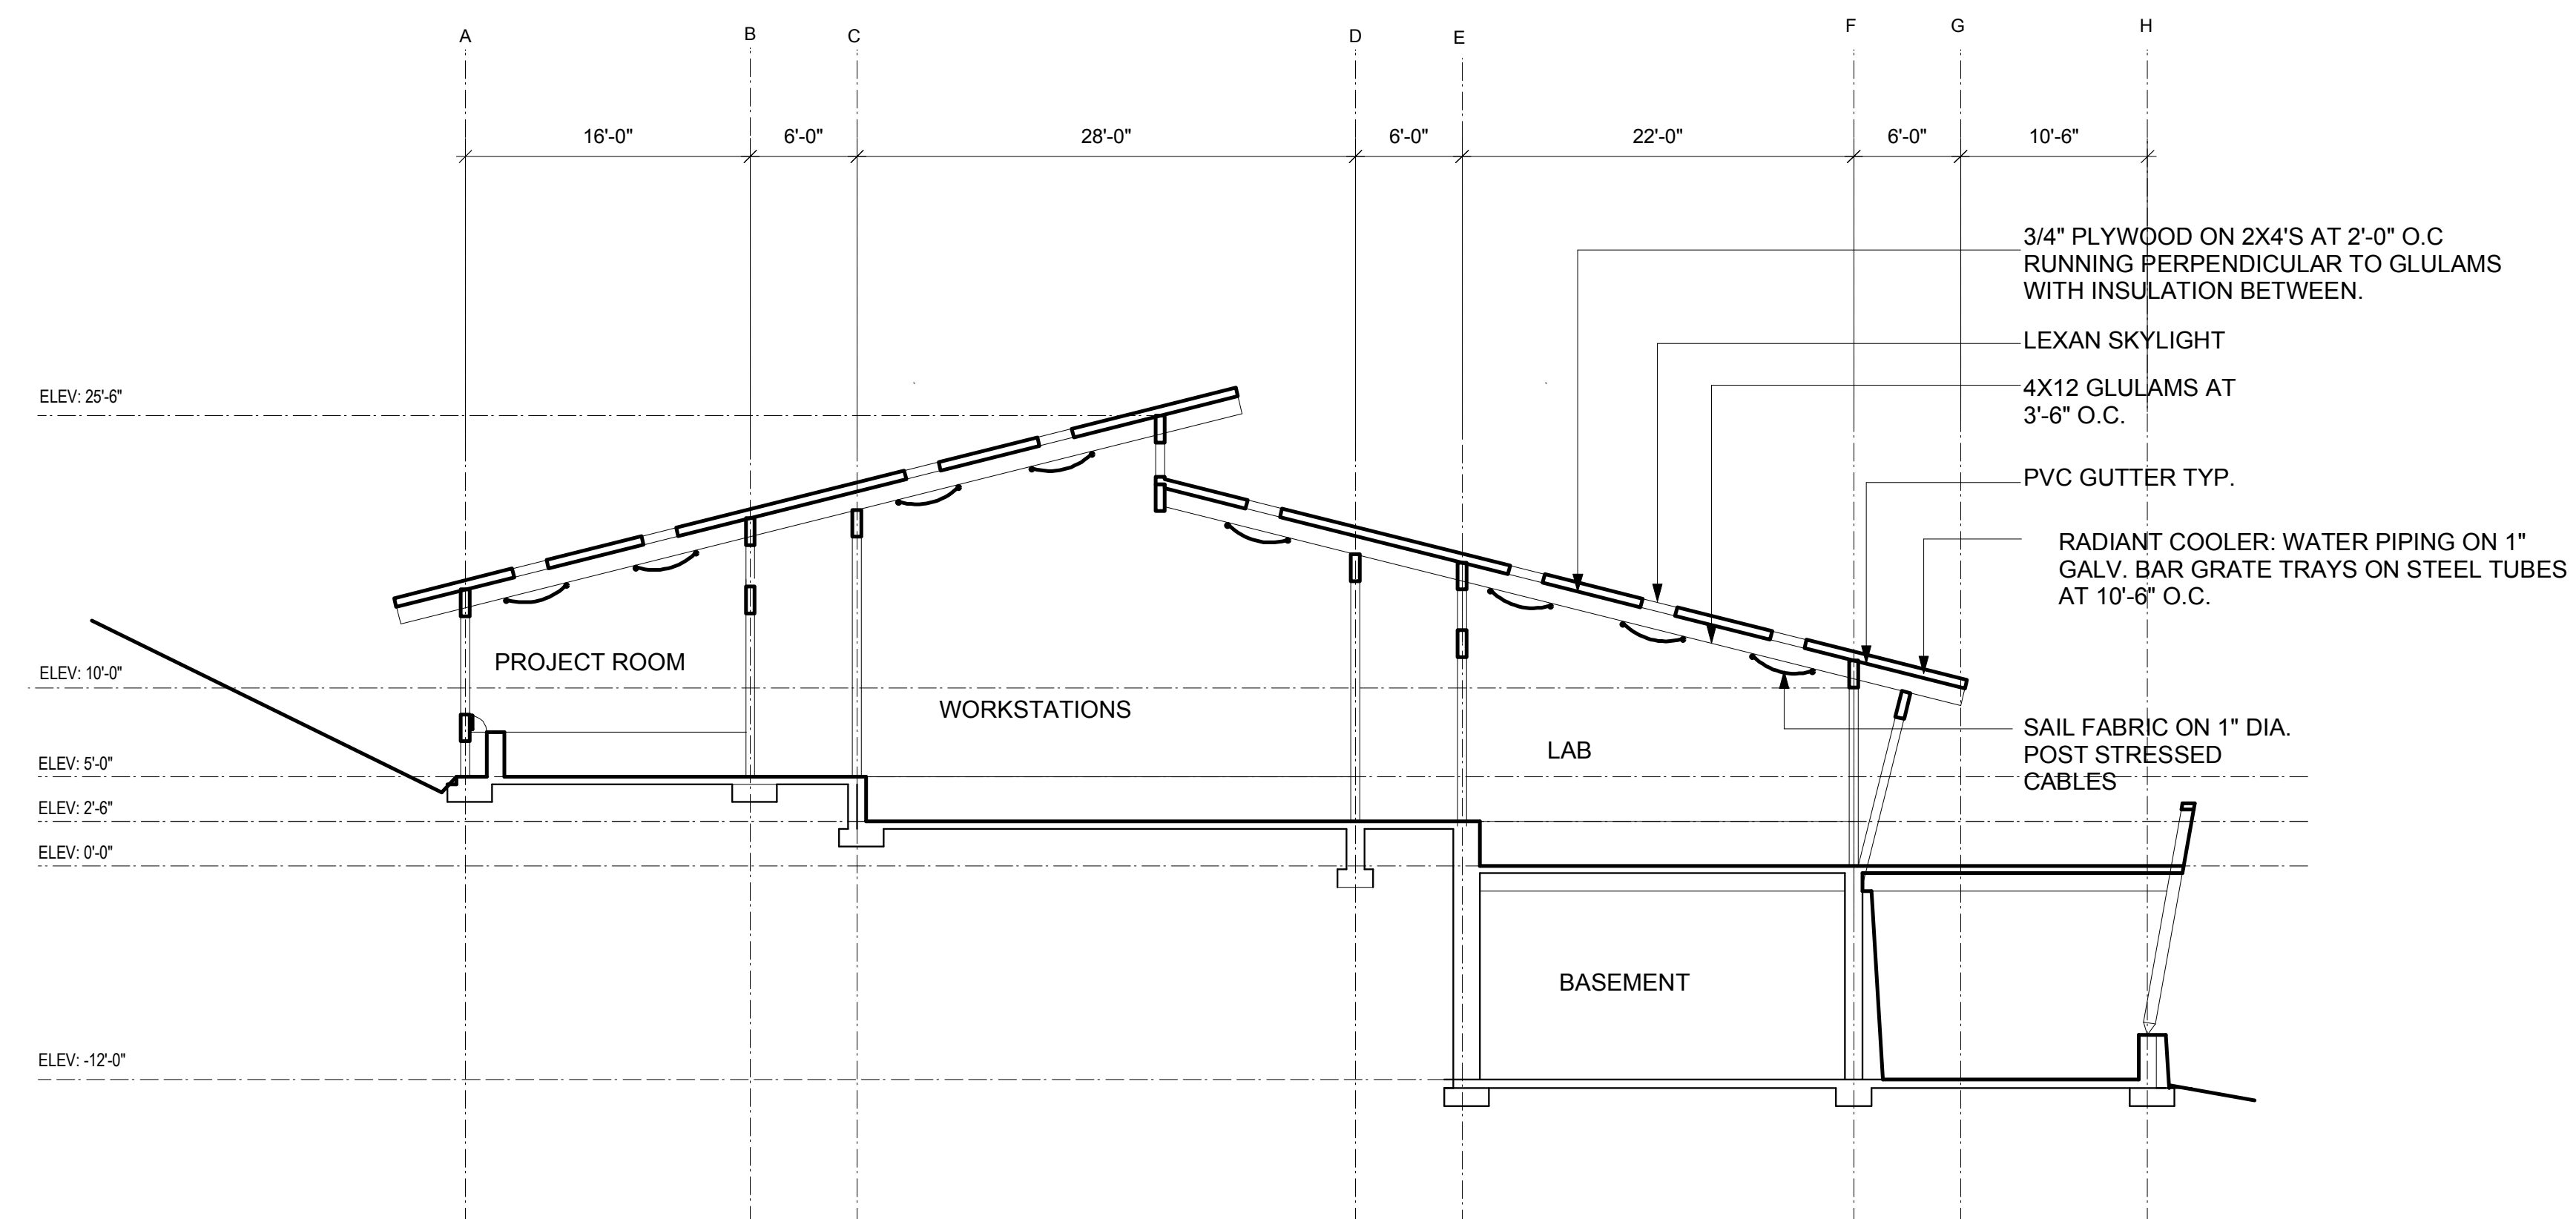 A
B
C
D
E
F
G
H
16'-0"
6'-0"
28'-0"
6'-0"
22'-0"
6'-0"
10'-6"
3/4" PLYWOOD ON 2X4'S AT 2'-0" O.C
RUNNING PERPENDICULAR TO GLULAMS
WITH INSULATION BETWEEN.
LEXAN SKYLIGHT
4X12 GLULAMS AT
3'-6" O.C.
PVC GUTTER TYP.
RADIANT COOLER: WATER PIPING ON 1"
GALV. BAR GRATE TRAYS ON STEEL TUBES
AT 10'-6" O.C.
SAIL FABRIC ON 1" DIA.
POST STRESSED
CABLES
ELEV: 25'-6"
ELEV: 10'-0"
ELEV: 5'-0"
ELEV: 2'-6"
ELEV: 0'-0"
ELEV: -12'-0"
PROJECT ROOM
WORKSTATIONS
LAB
BASEMENT